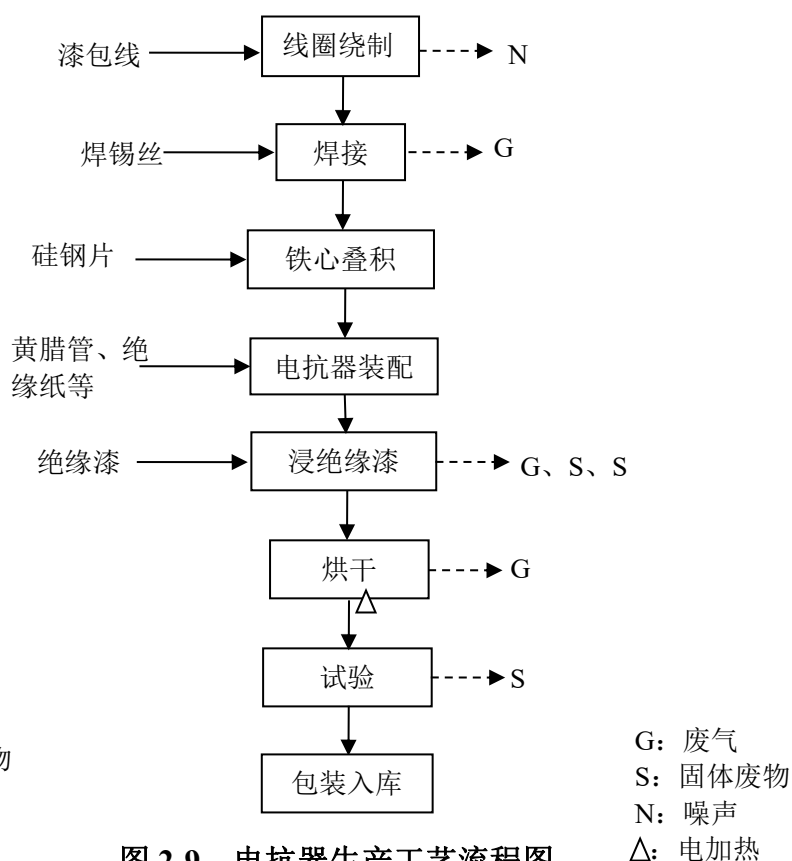 漆包线
线圈绕制
N
焊锡丝
焊接
G
硅钢片
铁心叠积
黄腊管、绝
缘纸等
电抗器装配
绝缘漆
浸绝缘漆
G、S、S
烘干
G
试验
S
包装入库
物
G：废气
S：固体废物
N：噪声
△：电加热
图 2-9 电抗器生产工艺流程图